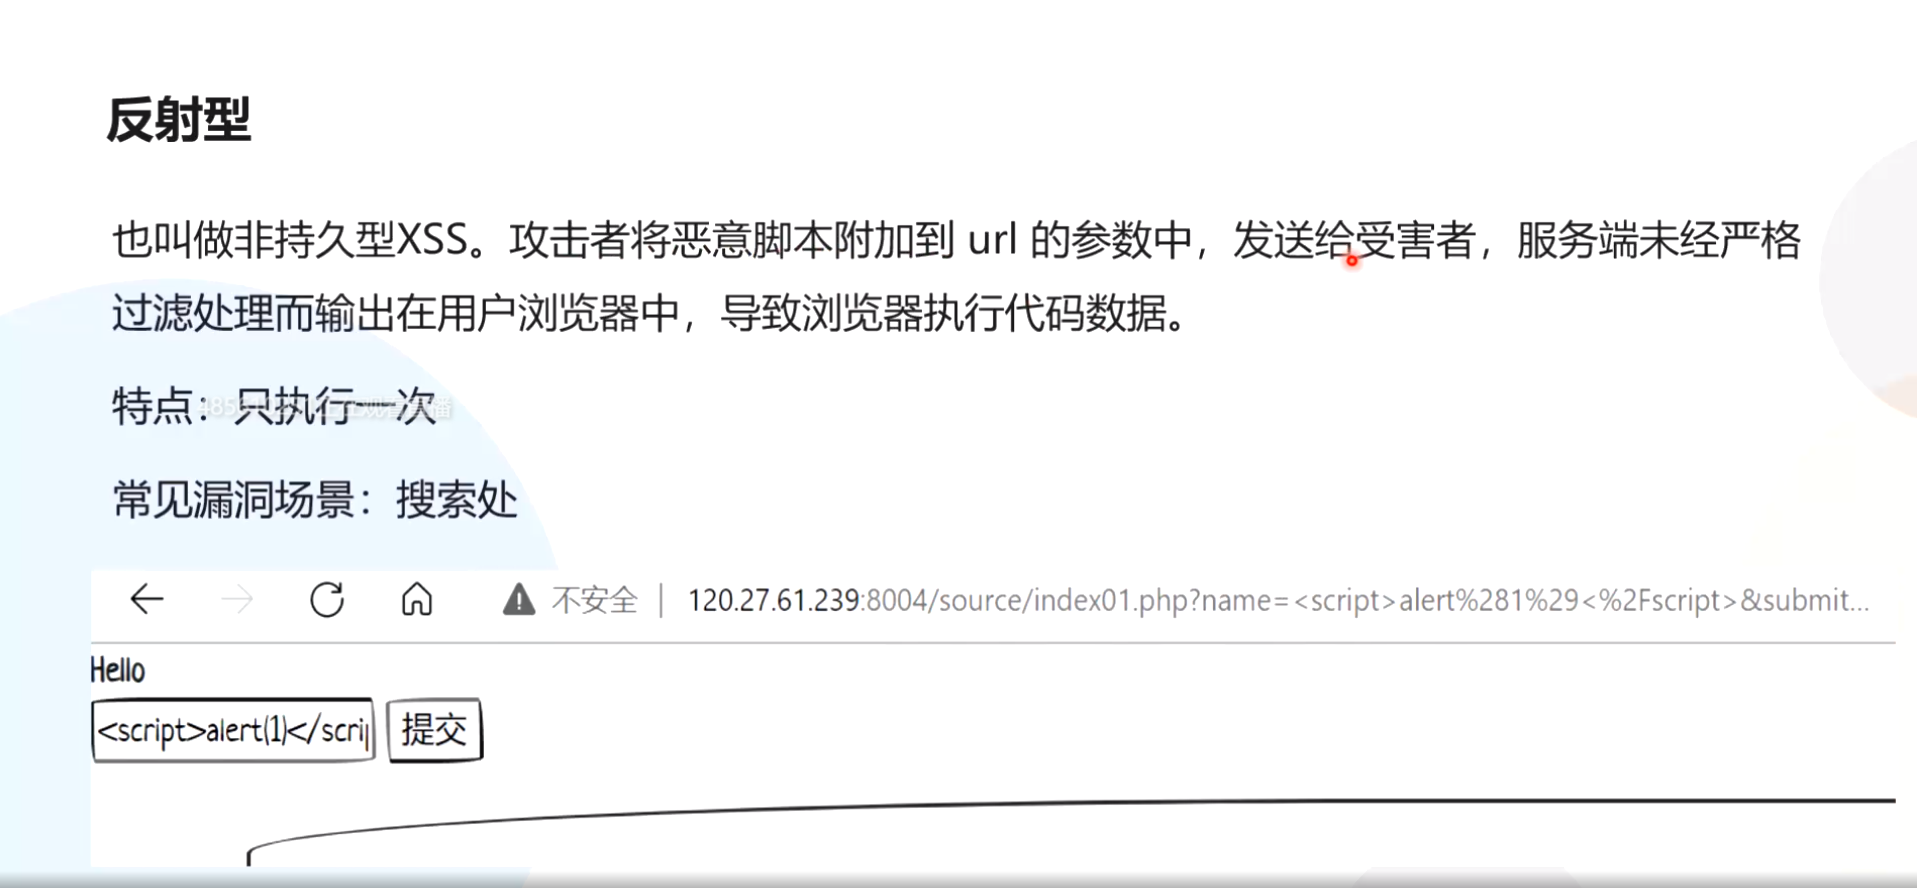 反射型
也叫做非持久型XSS。攻击者将恶意脚本附加到 url 的参数中，发送给受害者，服务端未经严格
过滤处理而输出在用户浏览器中，导致浏览器执行代码数据。
特点：只执行一次
常见漏洞场景：搜索处
不安全 | 120.27.61.239:8004/source/index01.php?name=<script>alert%281%29<%2Fscript>&submit...
Hello
<script>alert(1)</scrip 提交